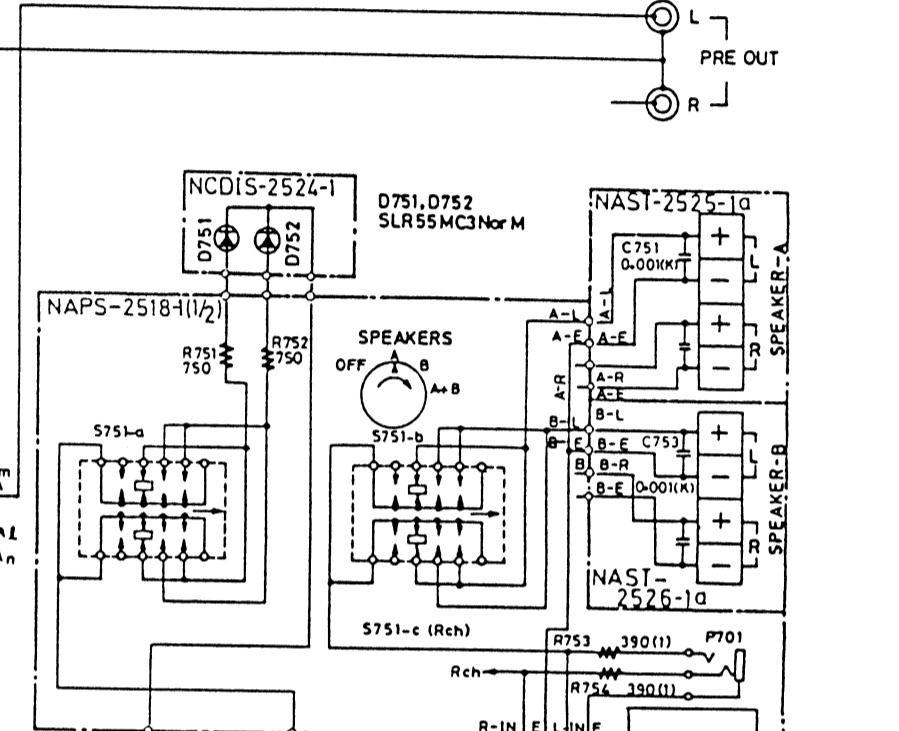 L
PRE OUT
R
NCDIS-2524-1
D751
D752
D751, D752
SLR55MC3NorM
NAST-2525-1a
C751
0.001(K)
+
−
L
+
−
R
SPEAKER-A
NAPS-2518-1(1/2)
R751
750
R752
750
SPEAKERS
OFF
A
B
A+B
A-L
A-L
A-E
A-E
A-R
A-R
A-E
B-L
B-L
E
B-E
B
B-R
B-E
C753
0.001(K)
+
−
L
+
−
R
SPEAKER-B
S751-a
S751-b
NAST-
2526-1a
S751-c (Rch)
R753
390(1)
P701
Rch
R754
390(1)
R-IN
E
L-IN
E